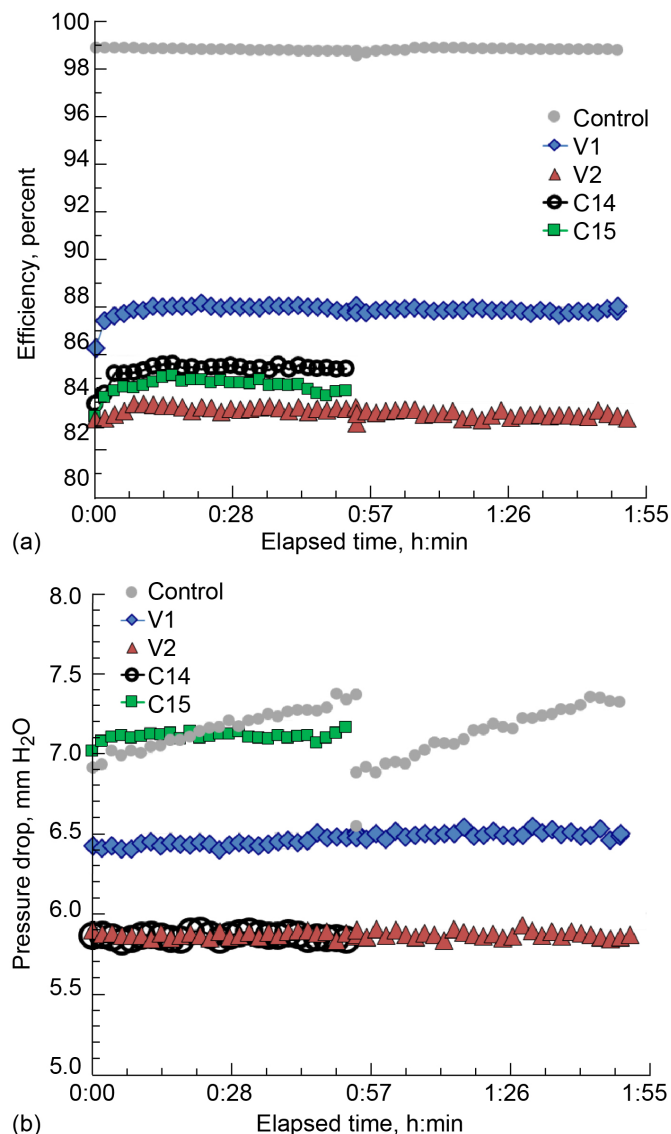 100
98
96
94
92
90
88
86
84
82
80
Efficiency, percent
Control
V1
V2
C14
C15
0:00 0:28 0:57 1:26 1:55
(a) Elapsed time, h:min
8.0
7.5
7.0
6.5
6.0
5.5
5.0
Pressure drop, mm H₂O
Control
V1
V2
C14
C15
0:00 0:28 0:57 1:26 1:55
(b) Elapsed time, h:min